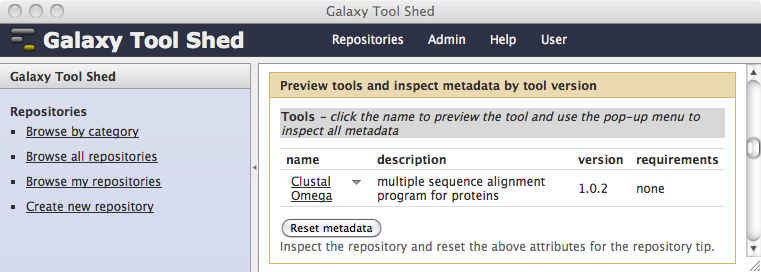 Galaxy Tool Shed
Galaxy Tool Shed
Repositories Admin Help User
Galaxy Tool Shed
Repositories
Browse by category
Browse all repositories
Browse my repositories
Create new repository
Preview tools and inspect metadata by tool version
Tools - click the name to preview the tool and use the pop-up menu to
inspect all metadata
name description version requirements
Clustal multiple sequence alignment 1.0.2 none
Omega program for proteins
Reset metadata
Inspect the repository and reset the above attributes for the repository tip.